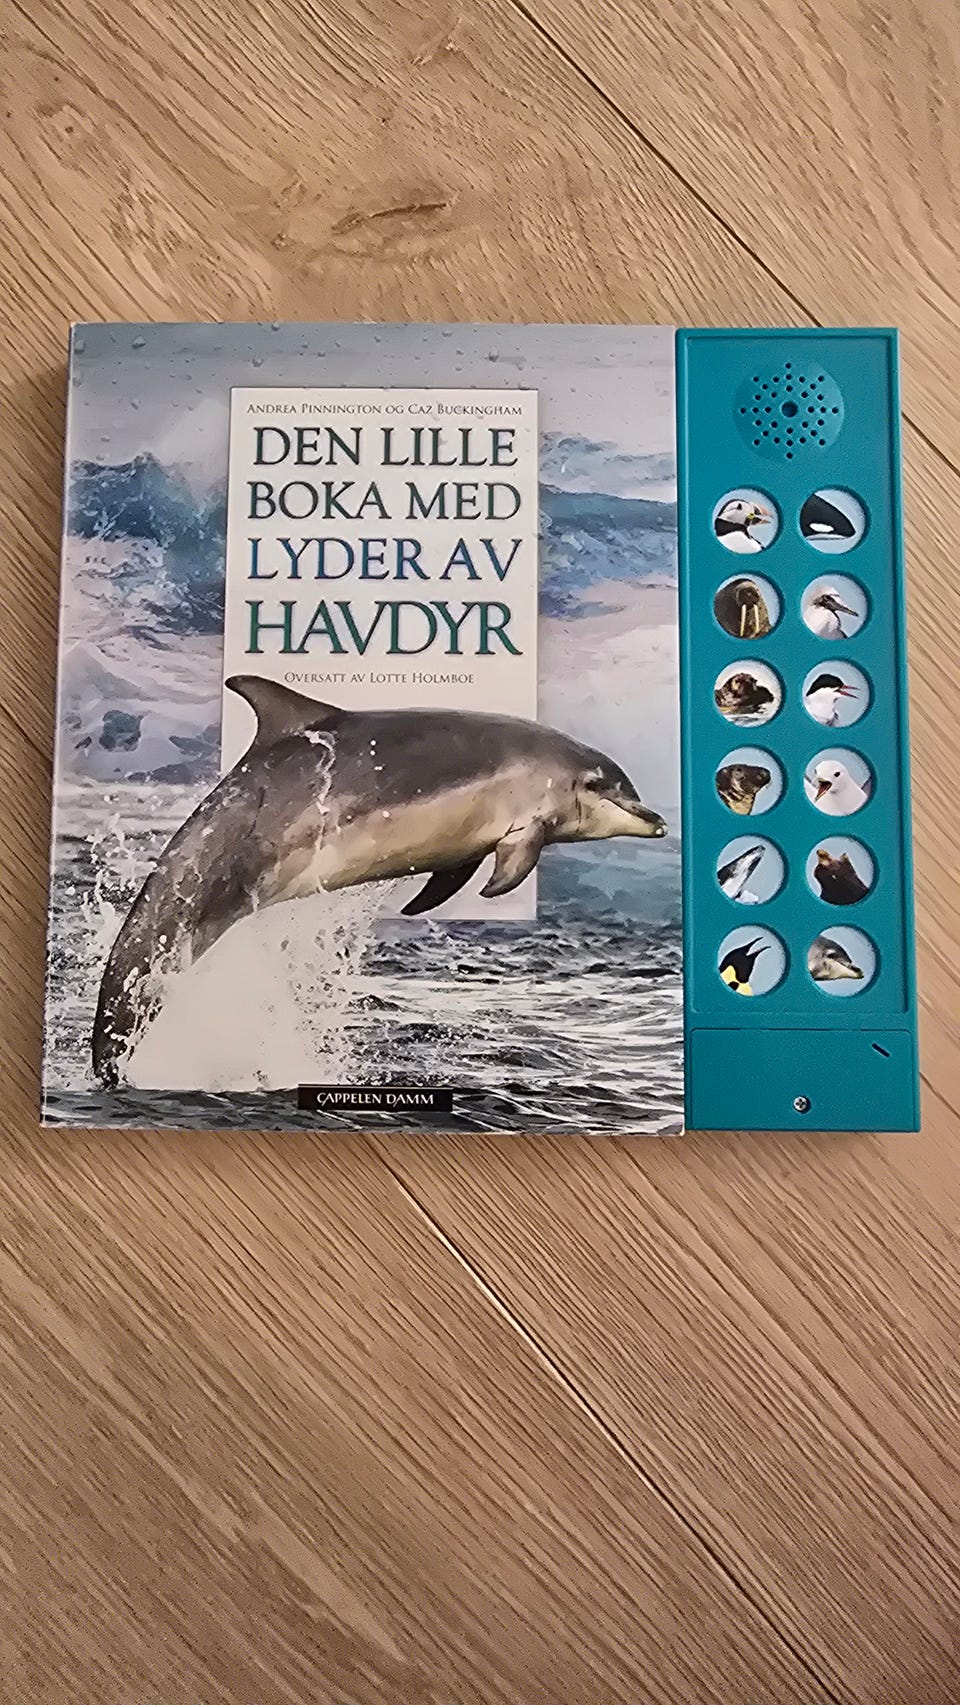 Andrea Pinnington og Caz Buckingham
DEN LILLE
BOKA MED
LYDER AV
HAVDYR
Oversatt av Lotte Holmboe
CAPPELEN DAMM